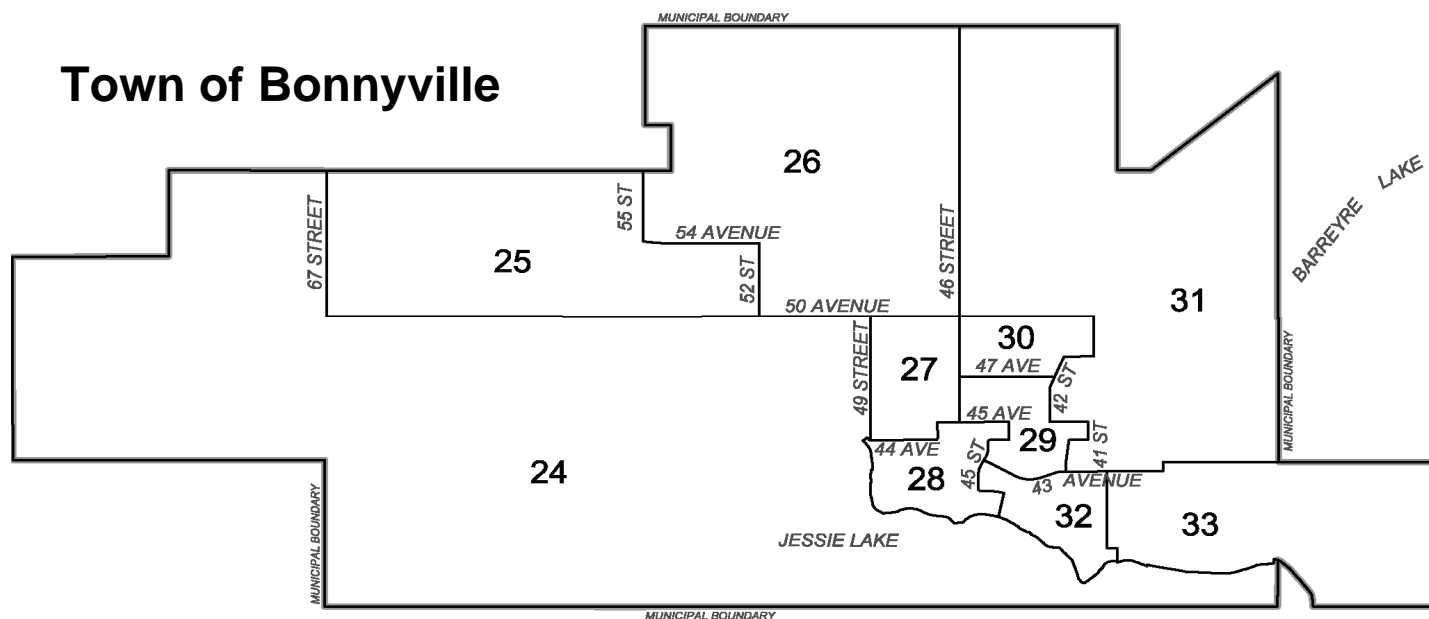 MUNICIPAL BOUNDARY
Town of Bonnyville
26
BARREYRE LAKE
67 STREET
55 ST
54 AVENUE
25
52 ST
46 STREET
50 AVENUE
31
49 STREET
27
30
47 AVE
42 ST
MUNICIPAL BOUNDARY
45 AVE
29
41 ST
44 AVE
45 ST
24
28
43 AVENUE
32
33
MUNICIPAL BOUNDARY
JESSIE LAKE
MUNICIPAL BOUNDARY